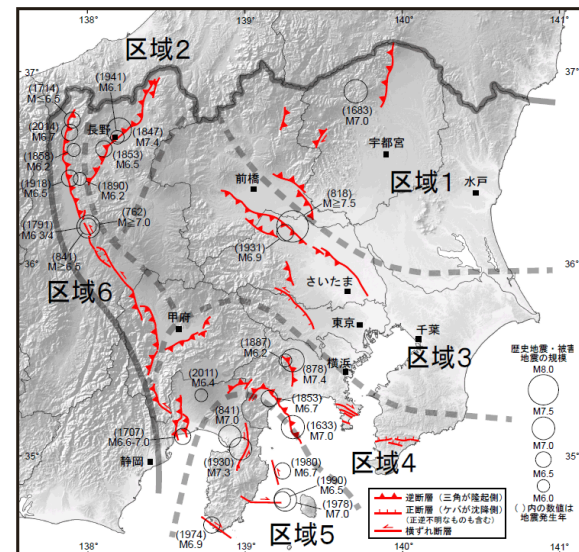 138°
139°
140°
141°
区域2
37°
37°
(1714)
M≤6.5
(1941)
M6.1
(1683)
M7.0
(2014)
M6.7
長野
(1847)
M7.4
宇都宮
(1858)
M6.2
(1853)
M6.5
前橋
区域1
水戸
(1918)
M6.5
(1890)
M6.2
(818)
M≥7.5
(1791)
M6 3/4
(762)
M≥7.0
(1931)
M6.9
(841)
M≥6.5
36°
36°
区域6
さいたま
甲府
東京
千葉
(1887)
M6.2
(878)
M7.4
横浜
区域3
(2011)
M6.4
(1853)
M6.7
(1707)
M6.6-7.0
(841)
M7.0
(1633)
M7.0
区域4
静岡
(1930)
M7.3
(1980)
M6.7
35°
35°
(1990)
M6.5
(1978)
M7.0
(1974)
M6.9
区域5
歴史地震・被害
地震の規模
M8.0
M7.5
M7.0
M6.5
M6.0
( )内の数値は
地震発生年
逆断層(三角が隆起側)
正断層(ケバが沈降側)
(正逆不明なものも含む)
横ずれ断層
138°
139°
140°
141°